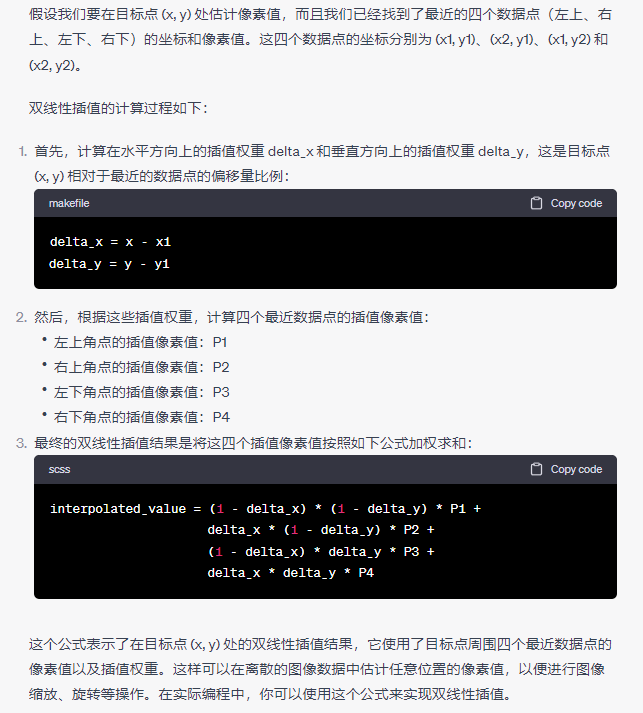 假设我们要在目标点 (x, y) 处估计像素值，而且我们已经找到了最近的四个数据点（左上、右
上、左下、右下）的坐标和像素值。这四个数据点的坐标分别为 (x1, y1)、(x2, y1)、(x1, y2) 和
(x2, y2)。
双线性插值的计算过程如下：
1. 首先，计算在水平方向上的插值权重 delta_x 和垂直方向上的插值权重 delta_y，这是目标点
(x, y) 相对于最近的数据点的偏移量比例：
makefile Copy code
delta_x = x - x1
delta_y = y - y1
2. 然后，根据这些插值权重，计算四个最近数据点的插值像素值：
• 左上角点的插值像素值：P1
• 右上角点的插值像素值：P2
• 左下角点的插值像素值：P3
• 右下角点的插值像素值：P4
3. 最终的双线性插值结果是将这四个插值像素值按照如下公式加权求和：
scss Copy code
interpolated_value = (1 - delta_x) * (1 - delta_y) * P1 +
delta_x * (1 - delta_y) * P2 +
(1 - delta_x) * delta_y * P3 +
delta_x * delta_y * P4
这个公式表示了在目标点 (x, y) 处的双线性插值结果，它使用了目标点周围四个最近数据点的
像素值以及插值权重。这样可以在离散的图像数据中估计任意位置的像素值，以便进行图像
缩放、旋转等操作。在实际编程中，你可以使用这个公式来实现双线性插值。